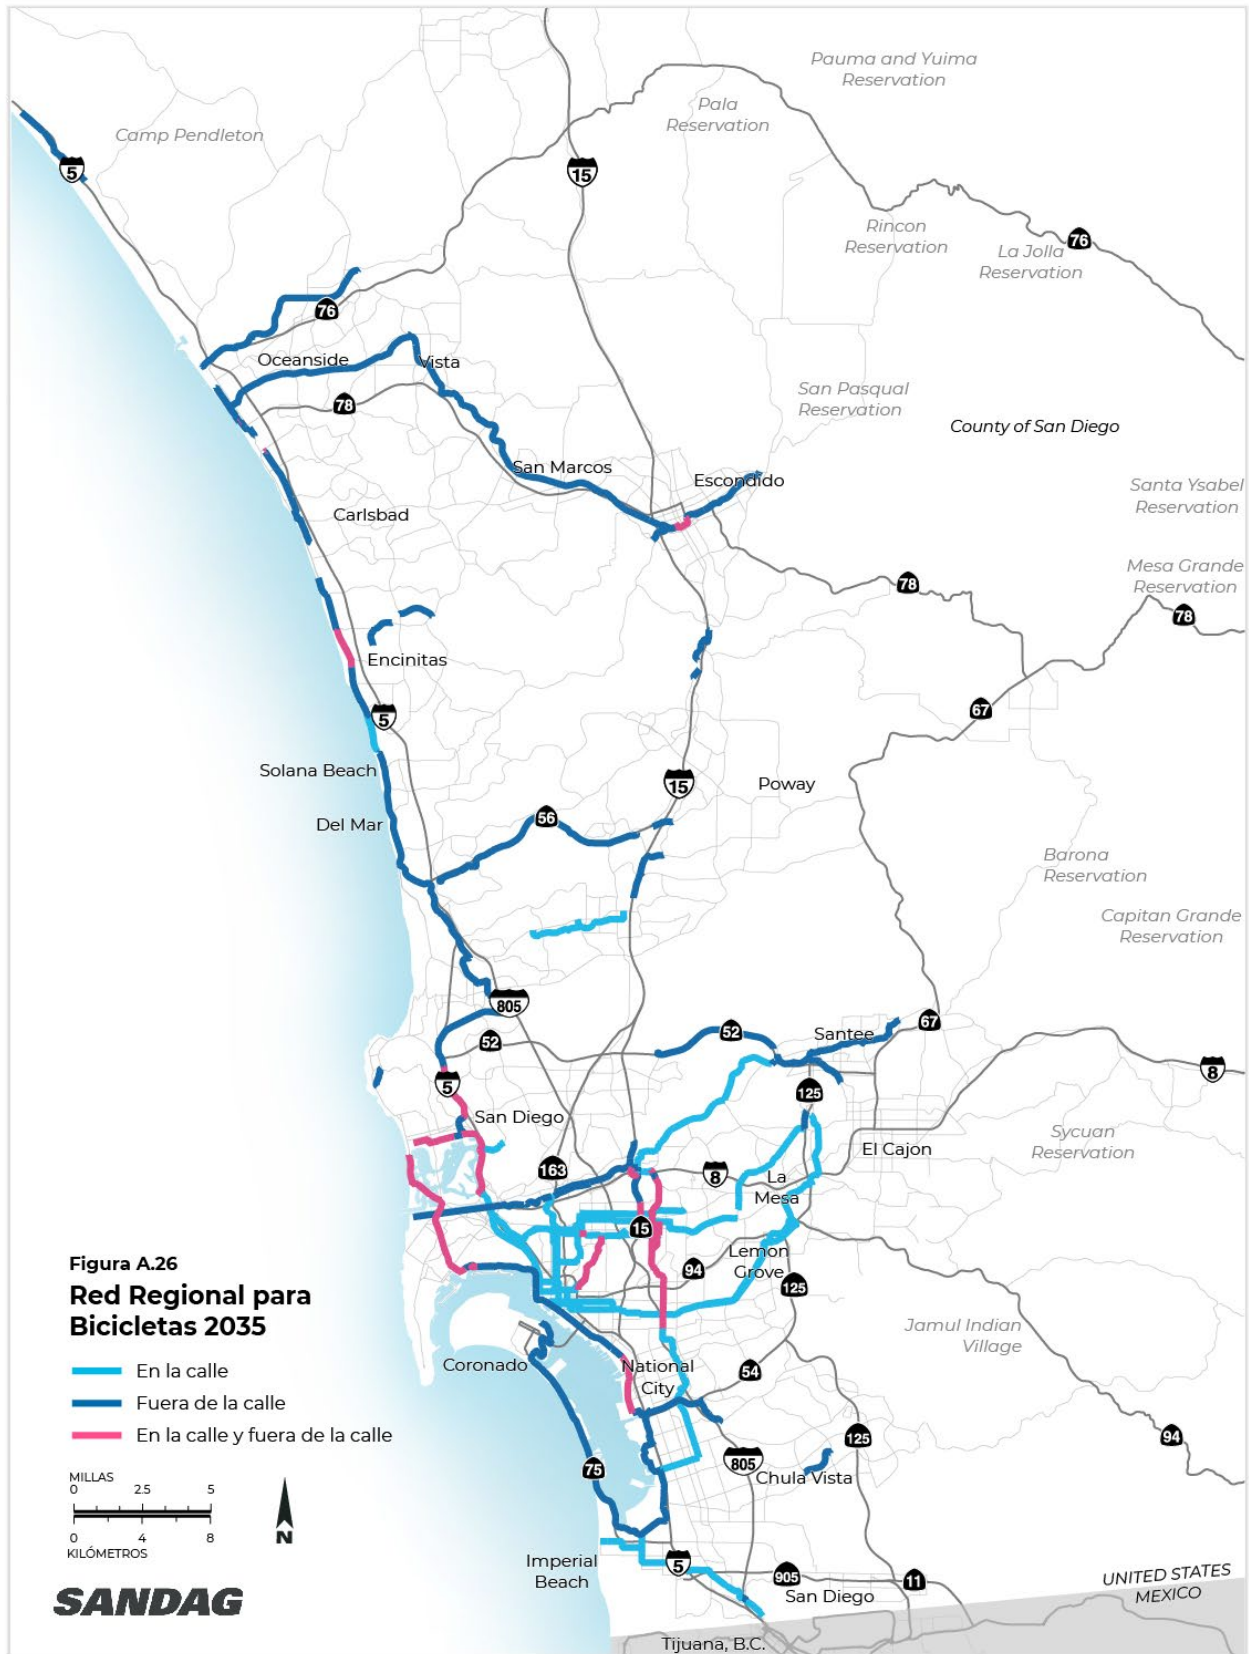 Pauma and Yuima
Reservation
Pala
Reservation
Camp Pendleton
5
15
Rincon
Reservation
76
La Jolla
Reservation
76
Oceanside
Vista
78
San Pasqual
Reservation
County of San Diego
San Marcos
Escondido
Santa Ysabel
Reservation
Carlsbad
Mesa Grande
Reservation
78
78
Encinitas
67
5
Solana Beach
15
Poway
56
Del Mar
Barona
Reservation
Capitan Grande
Reservation
805
52
52
Santee
67
5
8
125
San Diego
El Cajon
Sycuan
Reservation
163
8
La
Mesa
15
Lemon
Grove
94
125
Figura A.26
Red Regional para
Bicicletas 2035
En la calle
Fuera de la calle
En la calle y fuera de la calle
Jamul Indian
Village
Coronado
National
City
54
125
94
75
805
Chula Vista
MILLAS
0 2.5 5
0 4 8
KILÓMETROS
N
SANDAG
Imperial
Beach
5
905
11
San Diego
UNITED STATES
MEXICO
Tijuana, B.C.